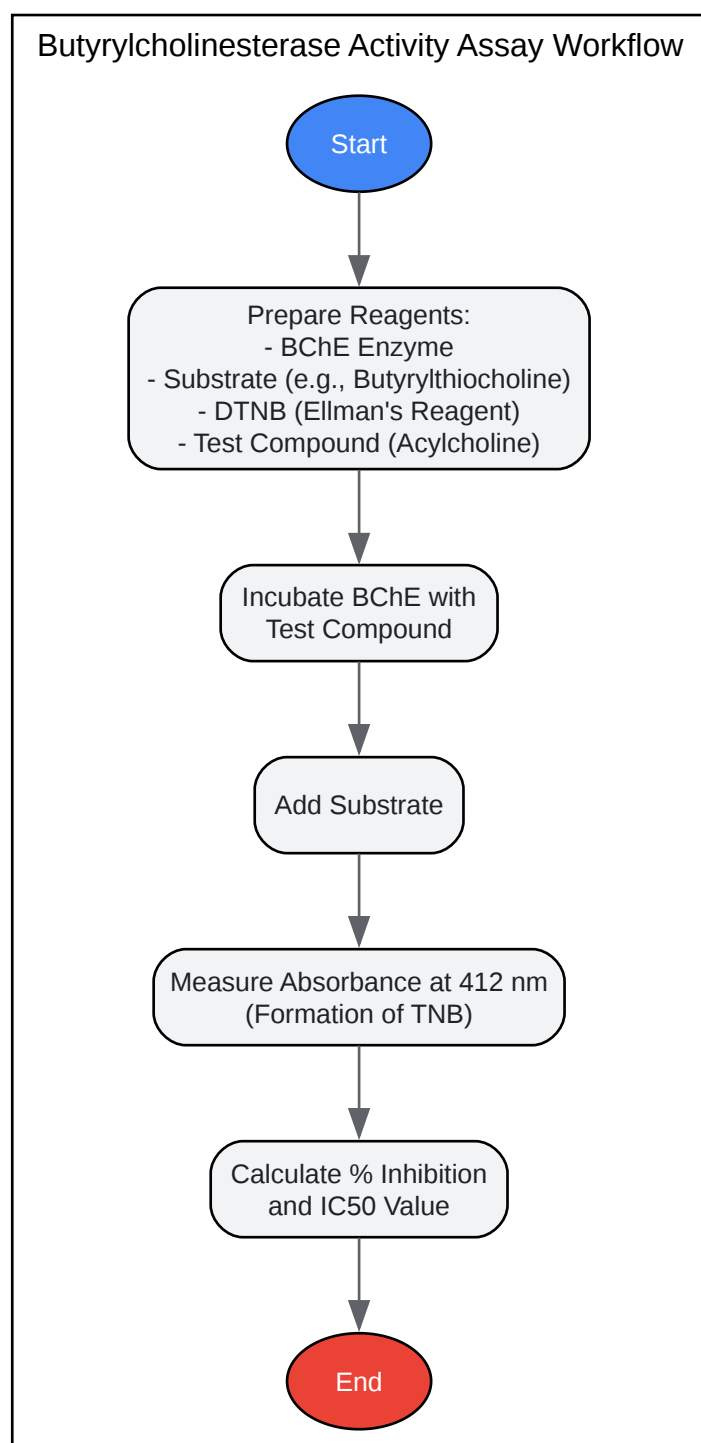 Butyrylcholinesterase Activity Assay Workflow
Start
Prepare Reagents:
- BChE Enzyme
- Substrate (e.g., Butyrylthiocholine)
- DTNB (Ellman's Reagent)
- Test Compound (Acylcholine)
Incubate BChE with
Test Compound
Add Substrate
Measure Absorbance at 412 nm
(Formation of TNB)
Calculate % Inhibition
and IC50 Value
End